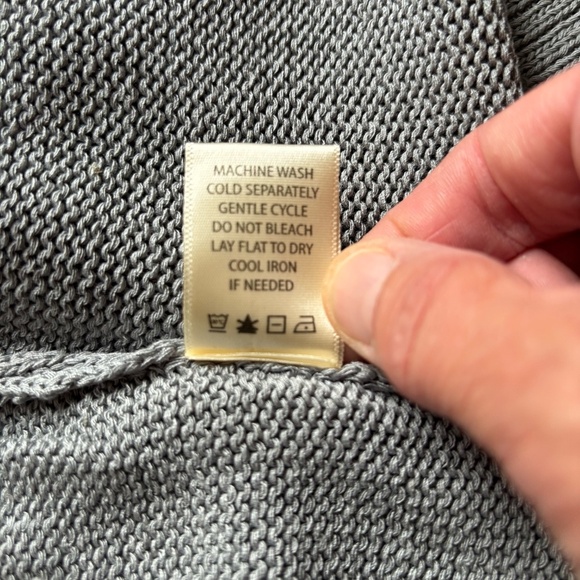 MACHINE WASH
COLD SEPARATELY
GENTLE CYCLE
DO NOT BLEACH
LAY FLAT TO DRY
COOL IRON
IF NEEDED